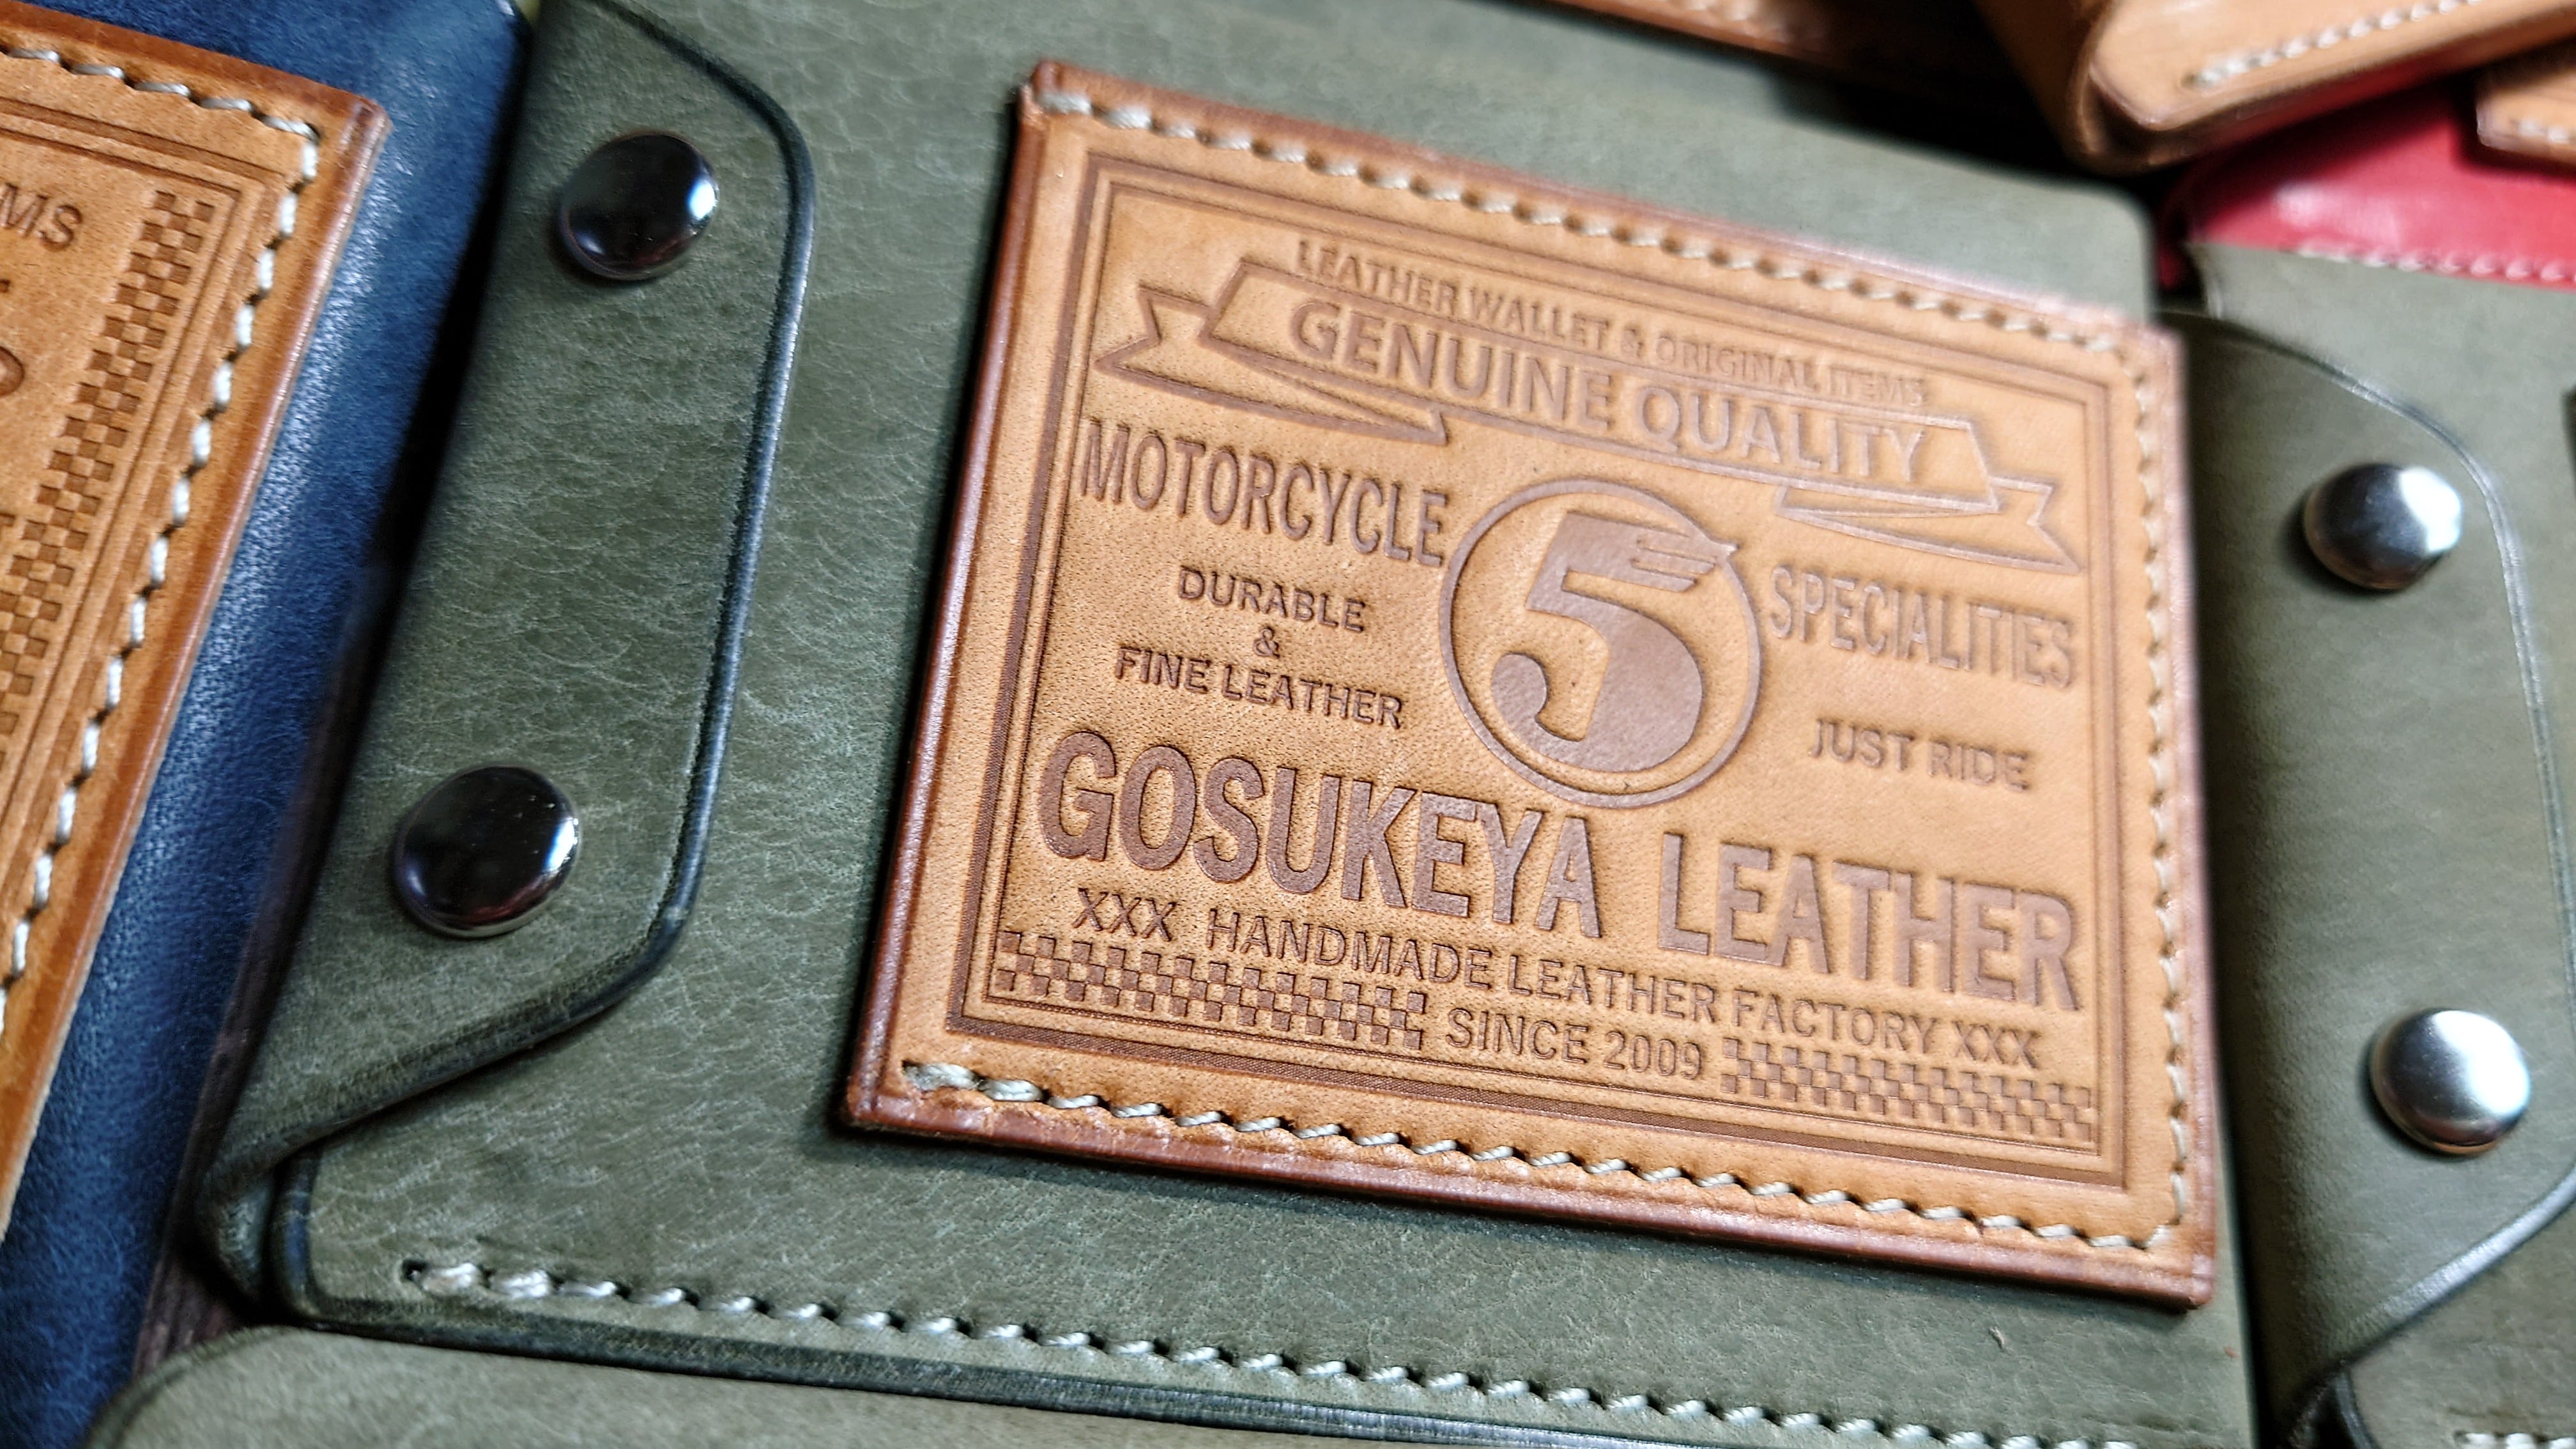 MS
LEATHER WALLET & ORIGINAL ITEMS
GENUINE QUALITY
MOTORCYCLE
5
SPECIALITIES
DURABLE
&
FINE LEATHER
JUST RIDE
GOSUKEYA LEATHER
XXX HANDMADE LEATHER FACTORY XXX
SINCE 2009